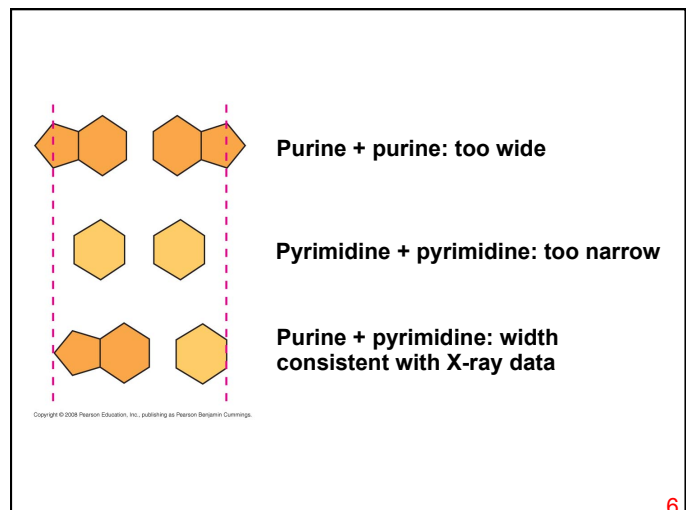 Purine + purine: too wide
Pyrimidine + pyrimidine: too narrow
Purine + pyrimidine: width
consistent with X-ray data
Copyright © 2008 Pearson Education, Inc., publishing as Pearson Benjamin Cummings.
6